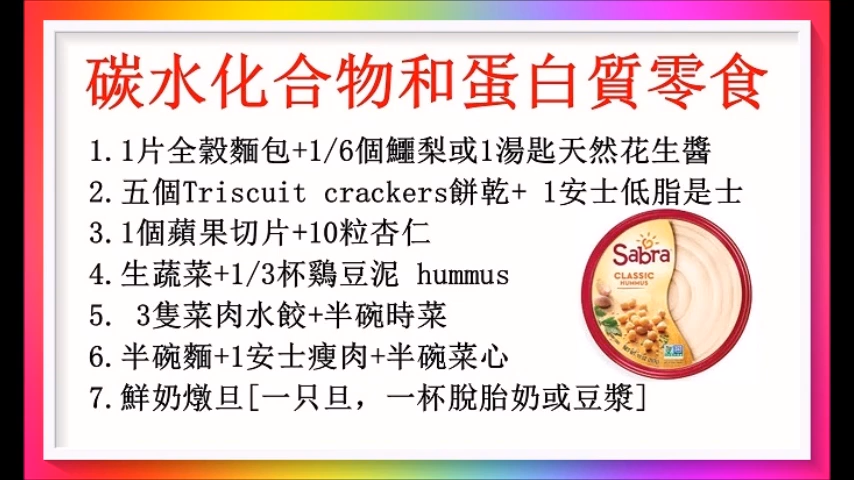 碳水化合物和蛋白質零食
1.1片全穀麵包+1/6個鱷梨或1湯匙天然花生醬
2.五個Triscuit crackers餅乾+ 1安士低脂是士
3.1個蘋果切片+10粒杏仁
4.生蔬菜+1/3杯鷄豆泥 hummus
5. 3隻菜肉水餃+半碗時菜
6.半碗麵+1安士瘦肉+半碗菜心
7.鮮奶燉旦[一只旦，一杯脫脂奶或豆漿]
Sabra
CLASSIC
HUMMUS